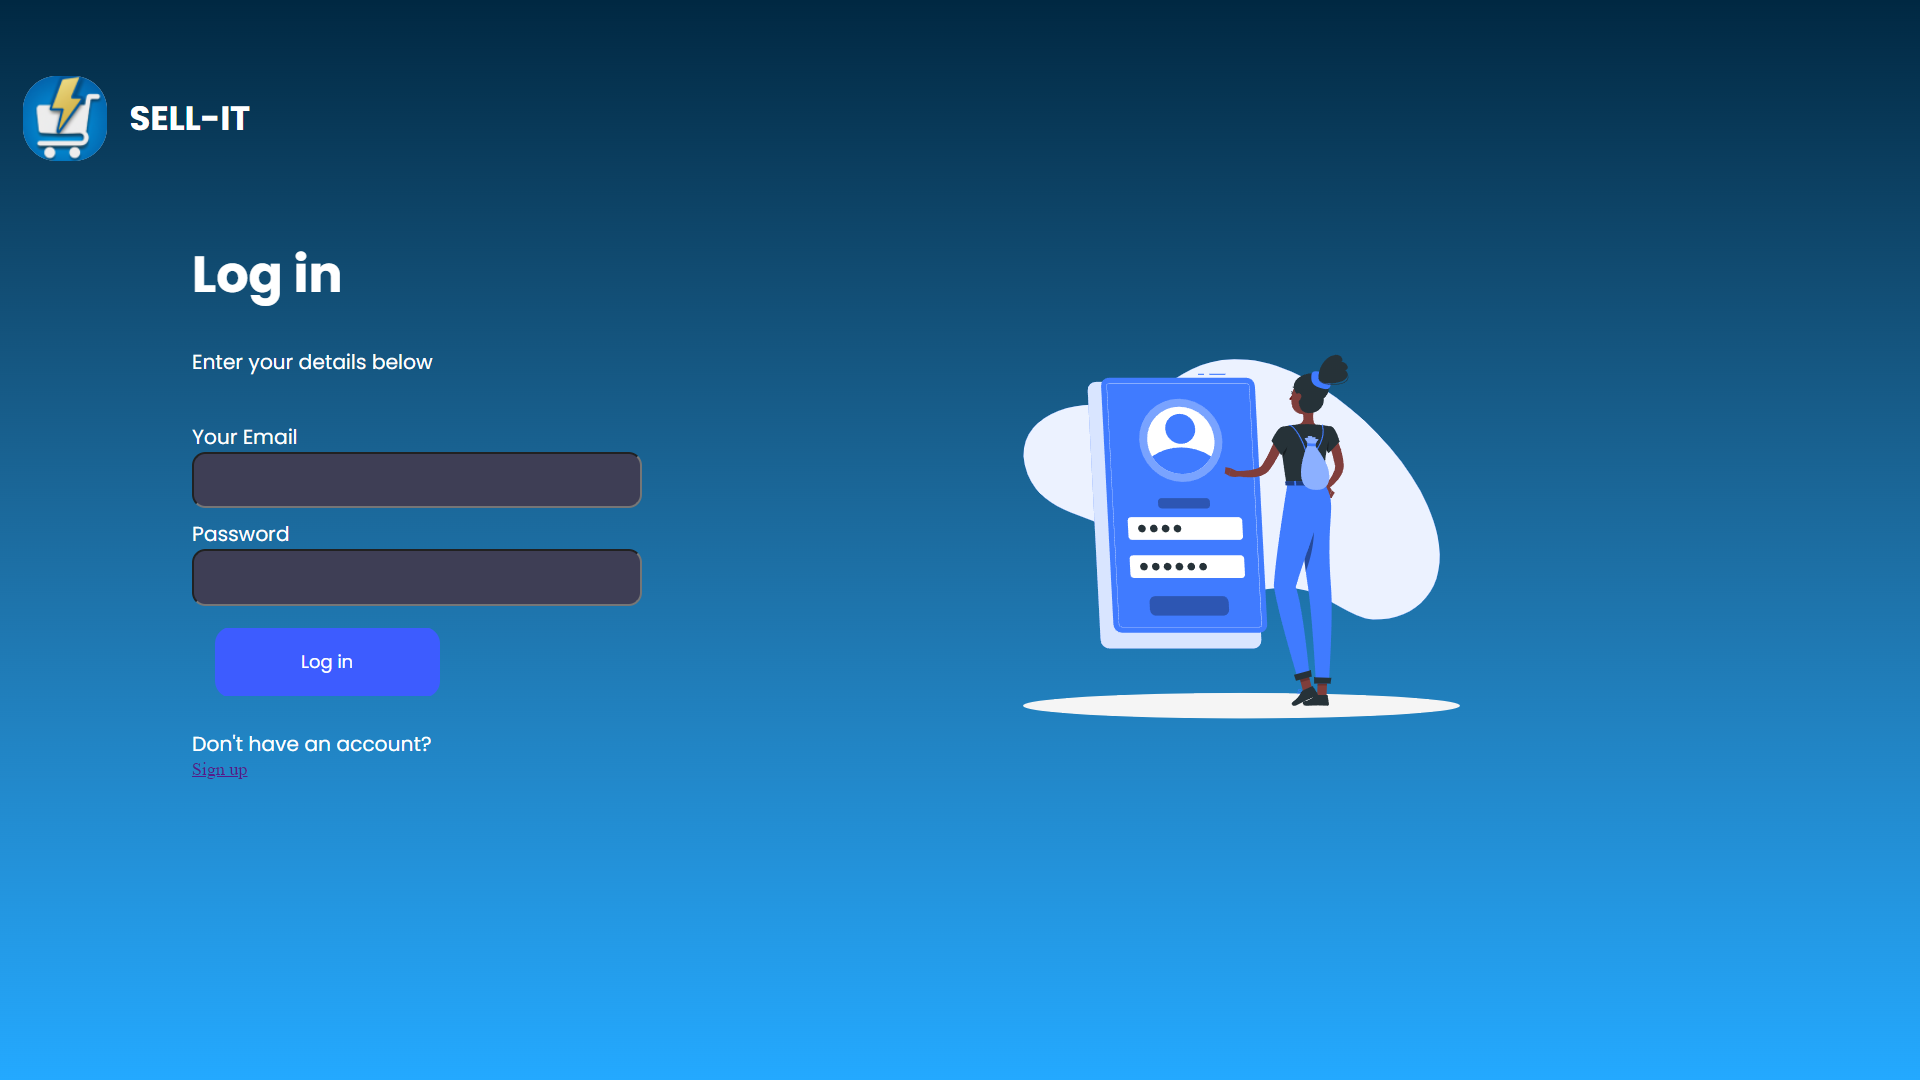 SELL-IT
Log in
Enter your details below
Your Email
Password
Log in
Don't have an account?
Sign up